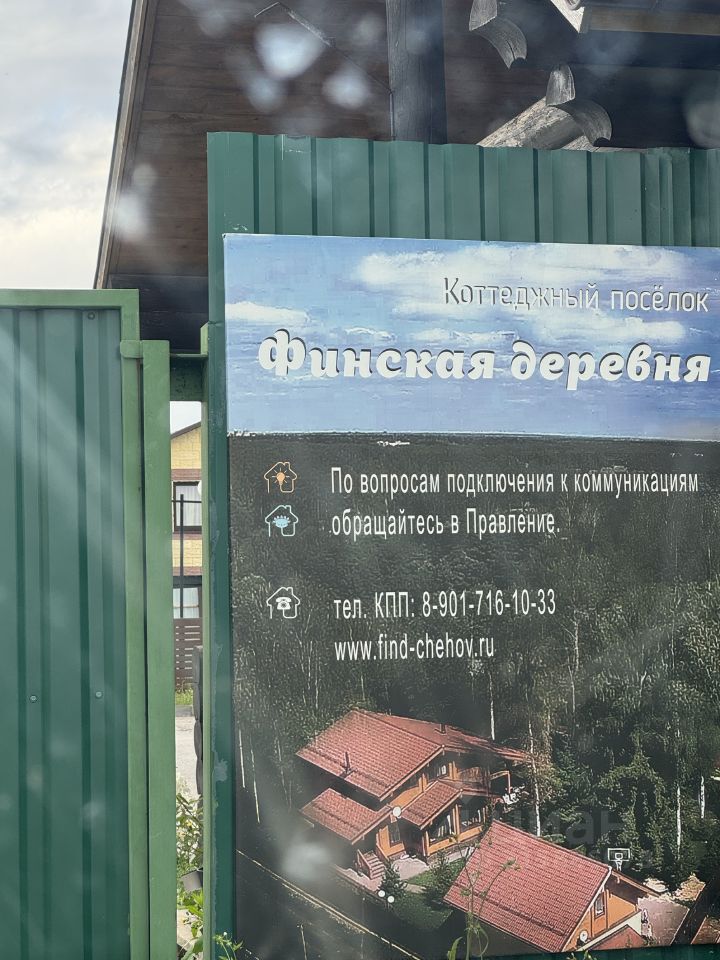 Коттеджный посёлок
Финская деревня
По вопросам подключения к коммуникациям
обращайтесь в Правление.
тел. КПП: 8-901-716-10-33
www.find-chehov.ru
циан